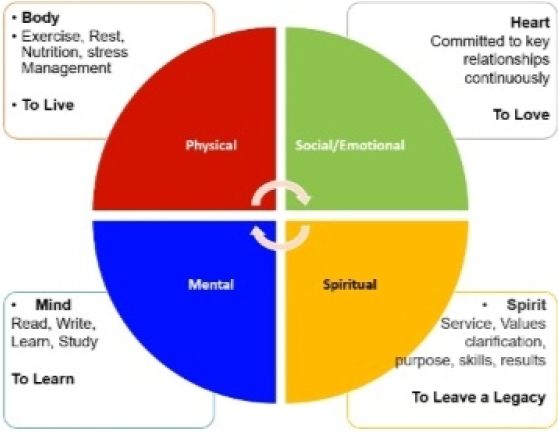 • Body
• Exercise, Rest,
Nutrition, stress
Management
• To Live
Heart
Committed to key
relationships
continuously
To Love
Physical
Social/Emotional
Mental
Spiritual
• Mind
Read, Write,
Learn, Study
To Learn
• Spirit
Service, Values
clarification,
purpose, skills, results
To Leave a Legacy